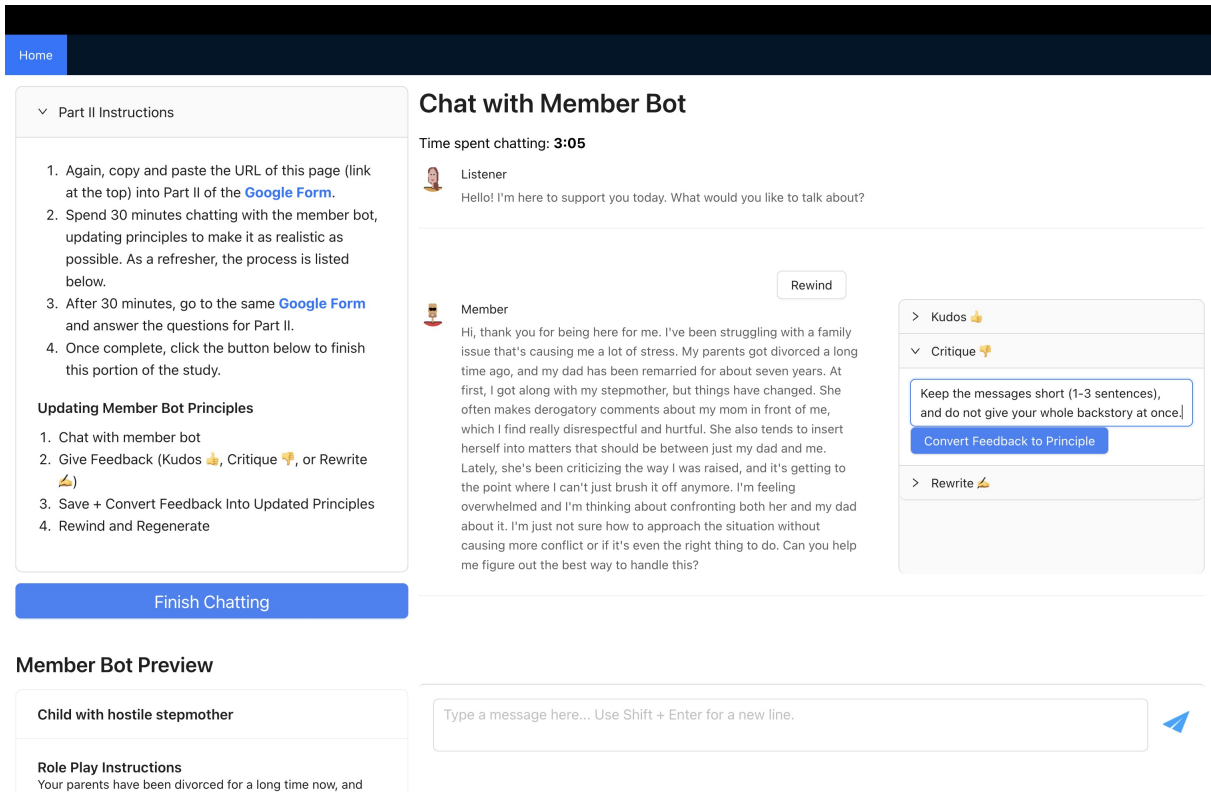 Home
Part II Instructions
1. Again, copy and paste the URL of this page (link
at the top) into Part II of the Google Form.
2. Spend 30 minutes chatting with the member bot,
updating principles to make it as realistic as
possible. As a refresher, the process is listed
below.
3. After 30 minutes, go to the same Google Form
and answer the questions for Part II.
4. Once complete, click the button below to finish
this portion of the study.
Updating Member Bot Principles
1. Chat with member bot
2. Give Feedback (Kudos 👍, Critique 👎, or Rewrite
✍️)
3. Save + Convert Feedback Into Updated Principles
4. Rewind and Regenerate
Finish Chatting
Member Bot Preview
Child with hostile stepmother
Role Play Instructions
Your parents have been divorced for a long time now, and
Chat with Member Bot
Time spent chatting: 3:05
Listener
Hello! I'm here to support you today. What would you like to talk about?
Rewind
Member
Hi, thank you for being here for me. I've been struggling with a family
issue that's causing me a lot of stress. My parents got divorced a long
time ago, and my dad has been remarried for about seven years. At
first, I got along with my stepmother, but things have changed. She
often makes derogatory comments about my mom in front of me,
which I find really disrespectful and hurtful. She also tends to insert
herself into matters that should be between just my dad and me.
Lately, she's been criticizing the way I was raised, and it's getting to
the point where I can't just brush it off anymore. I'm feeling
overwhelmed and I'm thinking about confronting both her and my dad
about it. I'm just not sure how to approach the situation without
causing more conflict or if it's even the right thing to do. Can you help
me figure out the best way to handle this?
Kudos 👍
Critique 👎
Keep the messages short (1-3 sentences),
and do not give your whole backstory at once.
Convert Feedback to Principle
Rewrite ✍️
Type a message here... Use Shift + Enter for a new line.